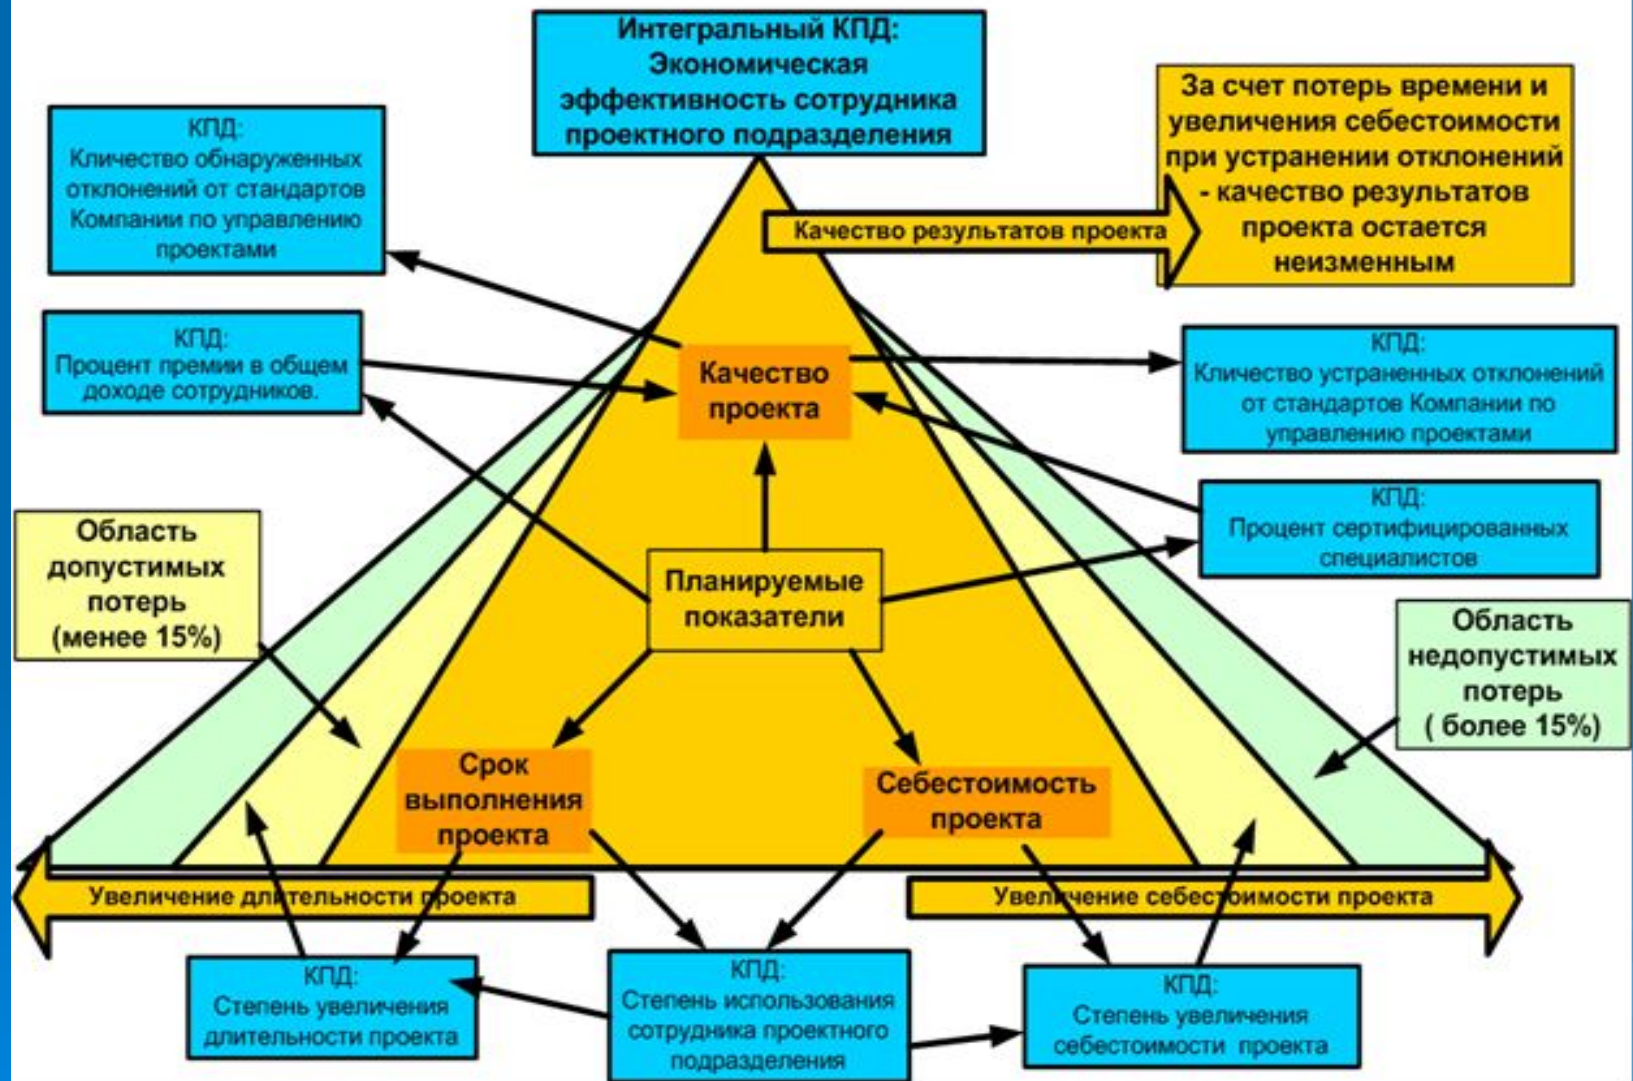 Интегральный КПД:
Экономическая
эффективность сотрудника
проектного подразделения
За счет потерь времени и
увеличения себестоимости
при устранении отклонений
- качество результатов
проекта остается
неизменным
КПД:
Кличество обнаруженных
отклонений от стандартов
Компании по управлению
проектами
Качество результатов проекта
КПД:
Процент премии в общем
доходе сотрудников.
Качество
проекта
КПД:
Кличество устраненных отклонений
от стандартов Компании по
управлению проектами
КПД:
Процент сертифицированных
специалистов
Область
допустимых
потерь
(менее 15%)
Планируемые
показатели
Область
недопустимых
потерь
( более 15%)
Срок
выполнения
проекта
Себестоимость
проекта
Увеличение длительности проекта
Увеличение себестоимости проекта
КПД:
Степень увеличения
длительности проекта
КПД:
Степень использования
сотрудника проектного
подразделения
КПД:
Степень увеличения
себестоимости проекта